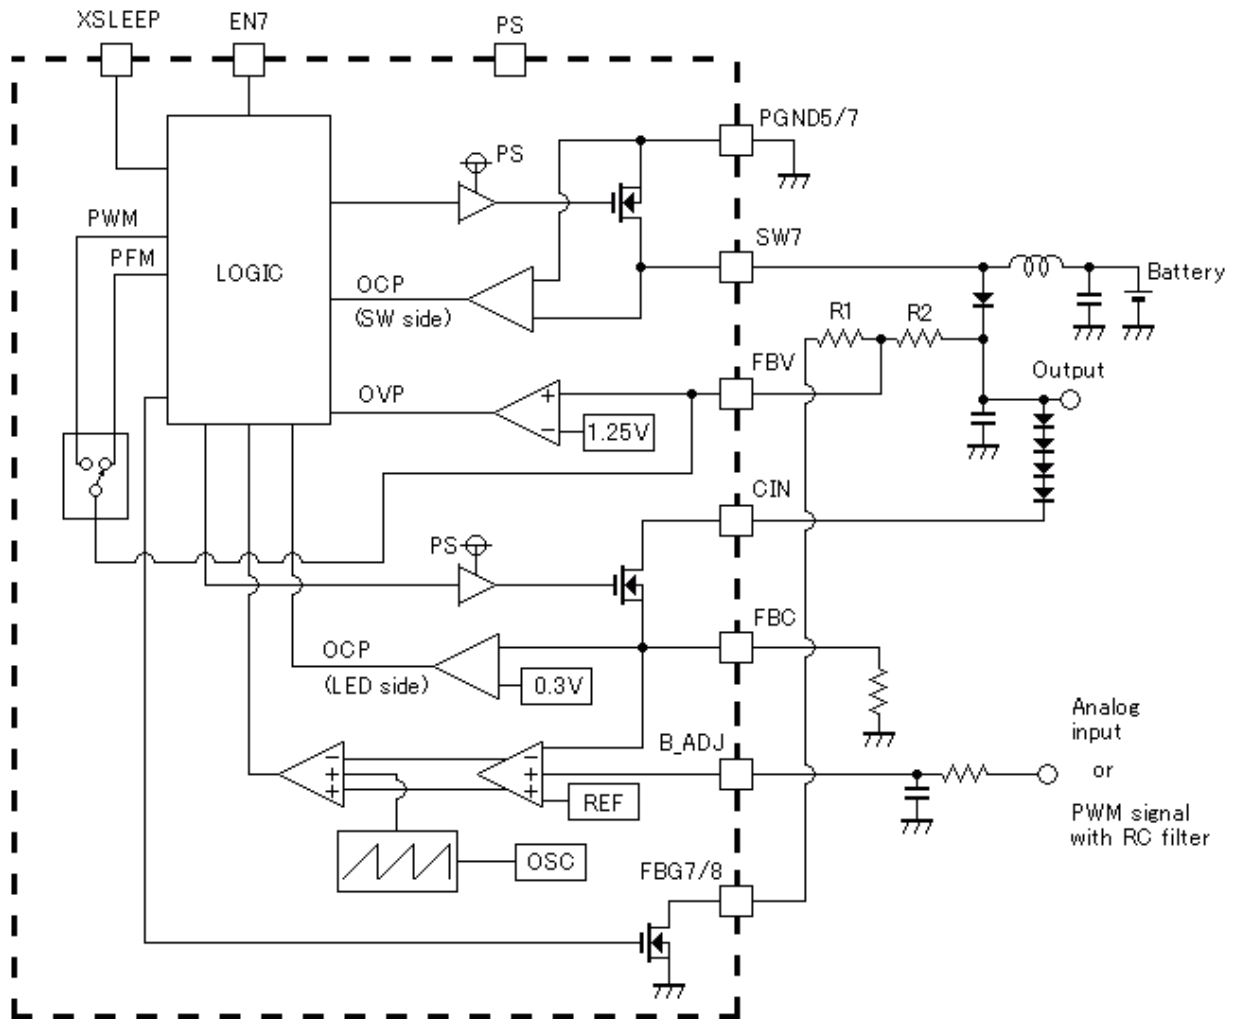 XSLEEP
EN7
PS
PGND5/7
PS
PWM
SW7
PFM
LOGIC
OCP
(SW side)
Battery
R1
R2
FBV
Output
OVP
+
−
1.25V
CIN
PS
FBC
OCP
(LED side)
0.3V
Analog
input
or
PWM signal
with RC filter
B_ADJ
−
+
+
−
+
+
REF
OSC
FBG7/8